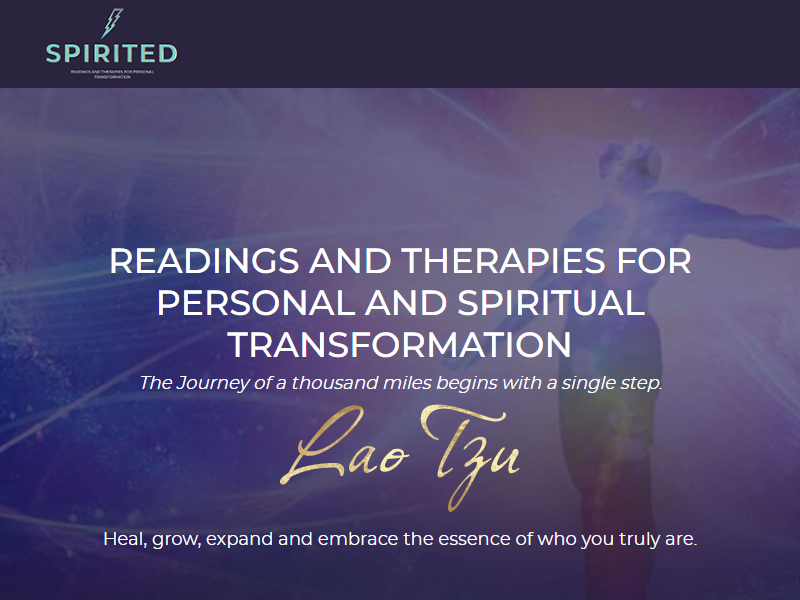 SPIRITED
READINGS AND THERAPIES FOR PERSONAL
TRANSFORMATION
READINGS AND THERAPIES FOR
PERSONAL AND SPIRITUAL
TRANSFORMATION
The Journey of a thousand miles begins with a single step.
Lao Tzu
Heal, grow, expand and embrace the essence of who you truly are.